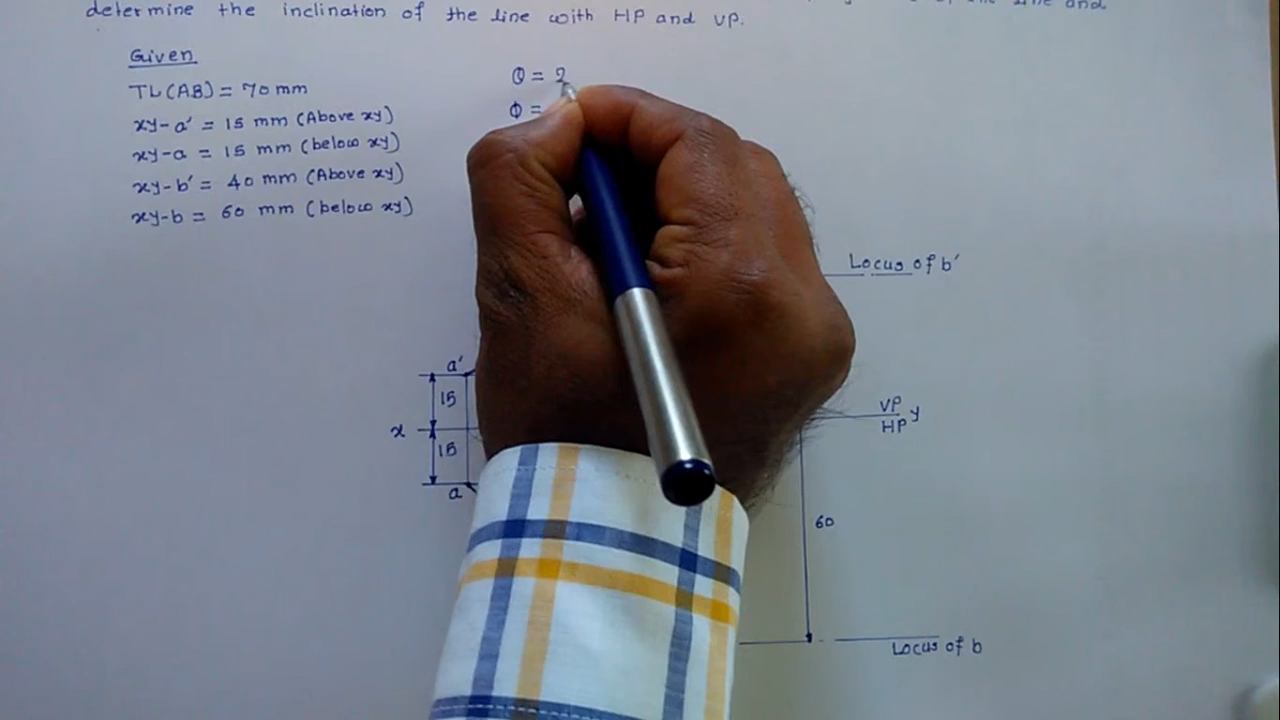 determine the inclination of the line with HP and VP.
Given
TL(AB) = 70 mm
xy-a' = 15 mm (Above xy)
xy-a = 15 mm (below xy)
xy-b' = 40 mm (Above xy)
xy-b = 60 mm (below xy)
θ = 2
Φ =
Locus of b'
a'
15
VP
x
HP y
15
a
60
Locus of b